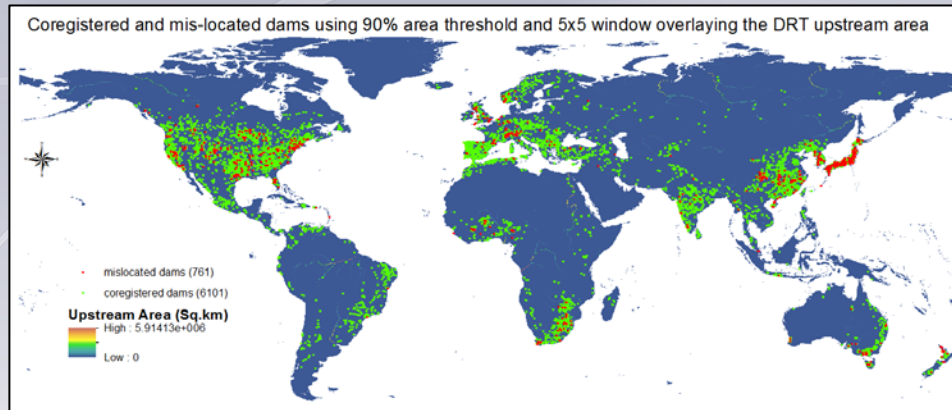 Coregistered and mis-located dams using 90% area threshold and 5x5 window overlaying the DRT upstream area
mislocated dams (761)
coregistered dams (6101)
Upstream Area (Sq.km)
High : 5.91413e+006
Low : 0